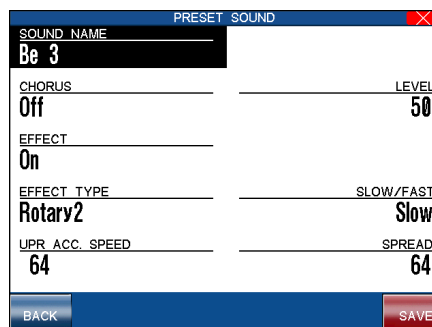 PRESET SOUND
SOUND NAME
Be 3
CHORUS
Off
LEVEL
50
EFFECT
On
EFFECT TYPE
Rotary2
SLOW/FAST
Slow
UPR ACC. SPEED
64
SPREAD
64
BACK
SAVE